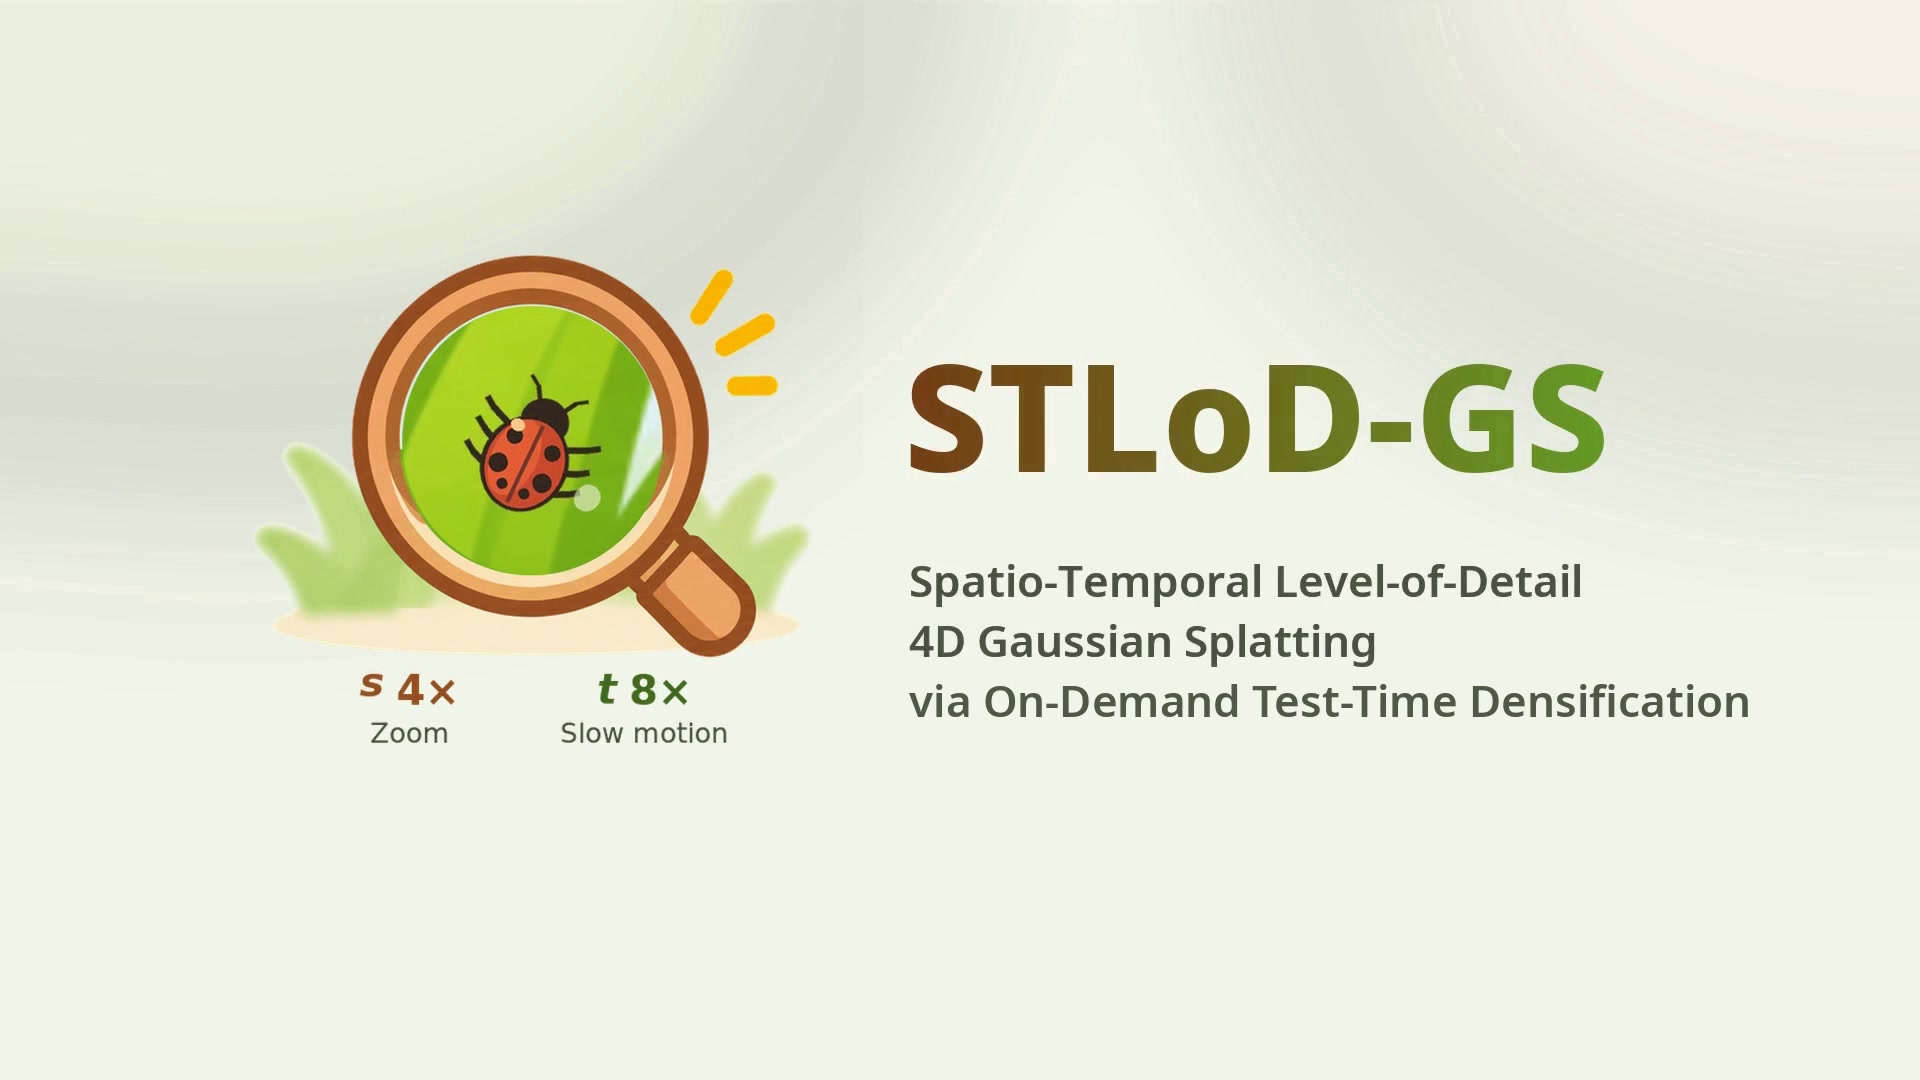 STLoD-GS
Spatio-Temporal Level-of-Detail
4D Gaussian Splatting
via On-Demand Test-Time Densification
s 4×
Zoom
t 8×
Slow motion